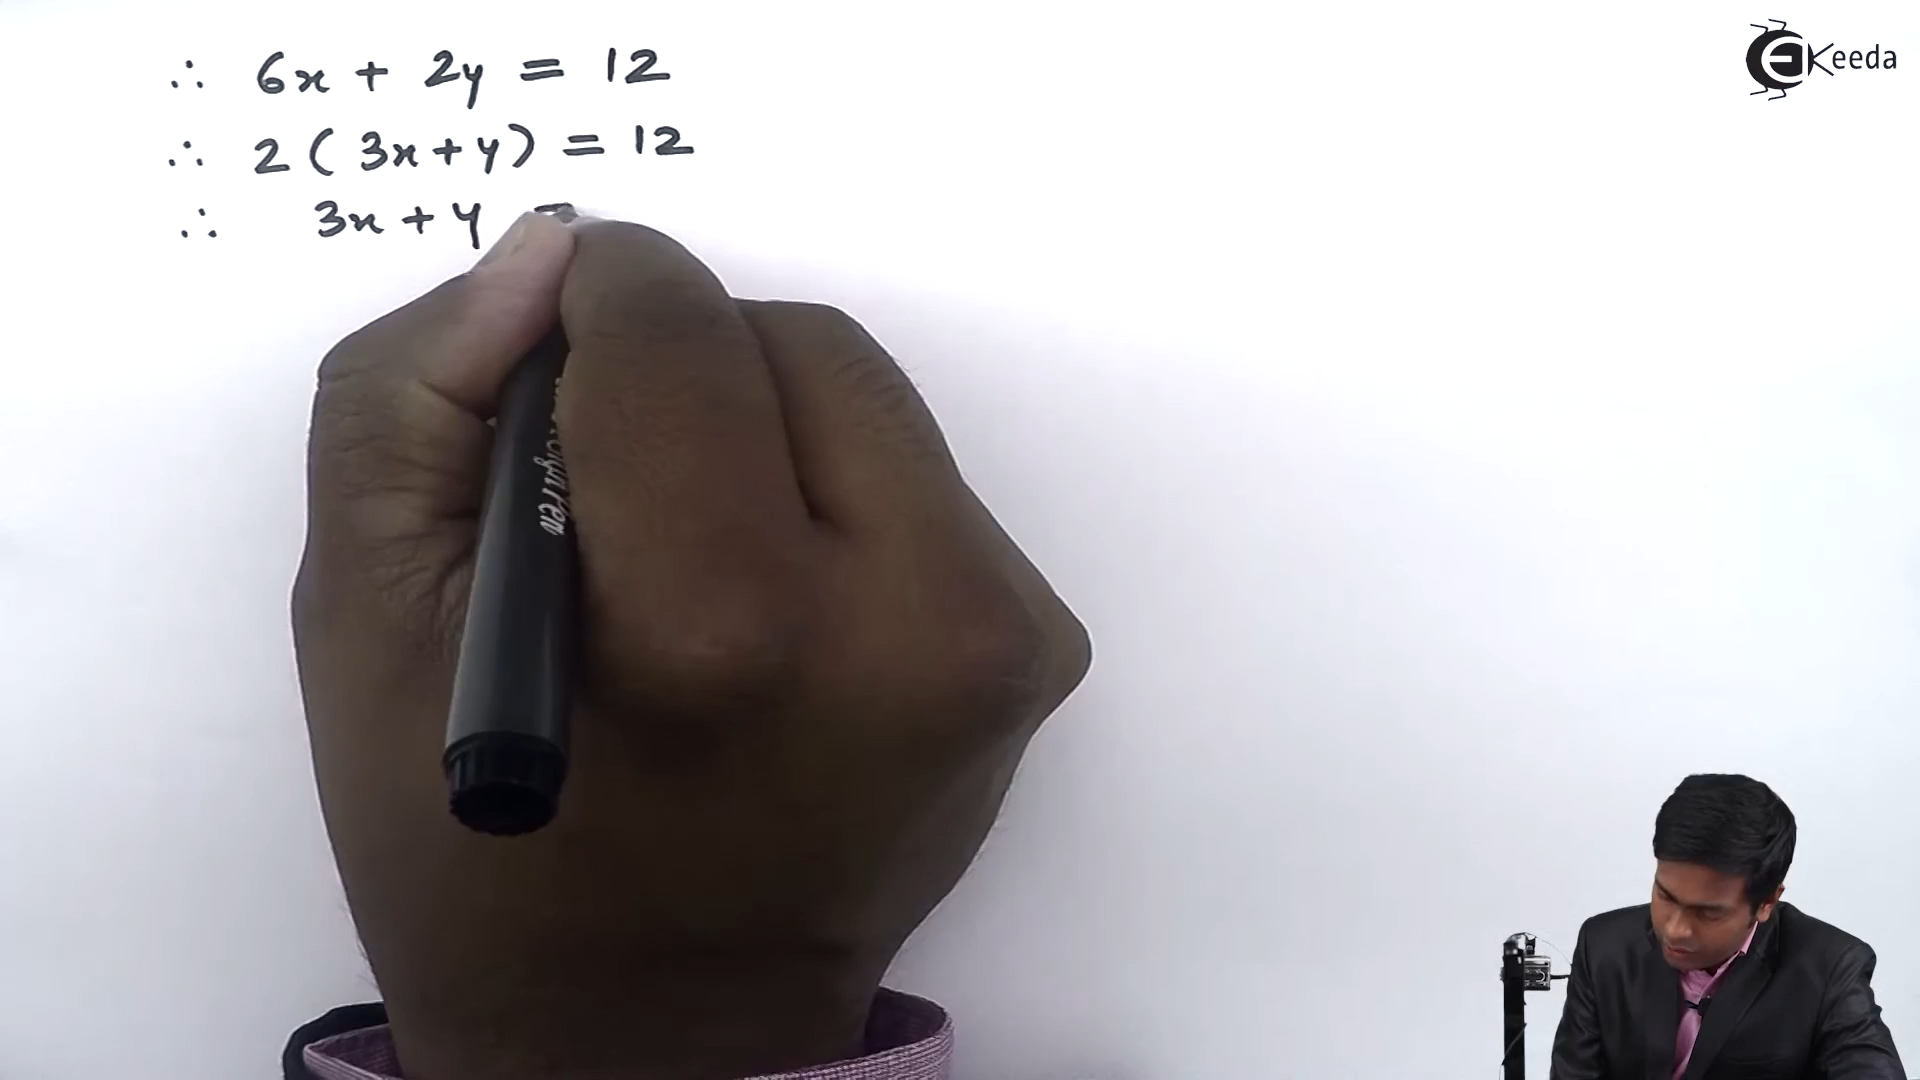 ∴ 6x + 2y = 12
∴ 2 ( 3x + y ) = 12
∴ 3x + y =
Keeda